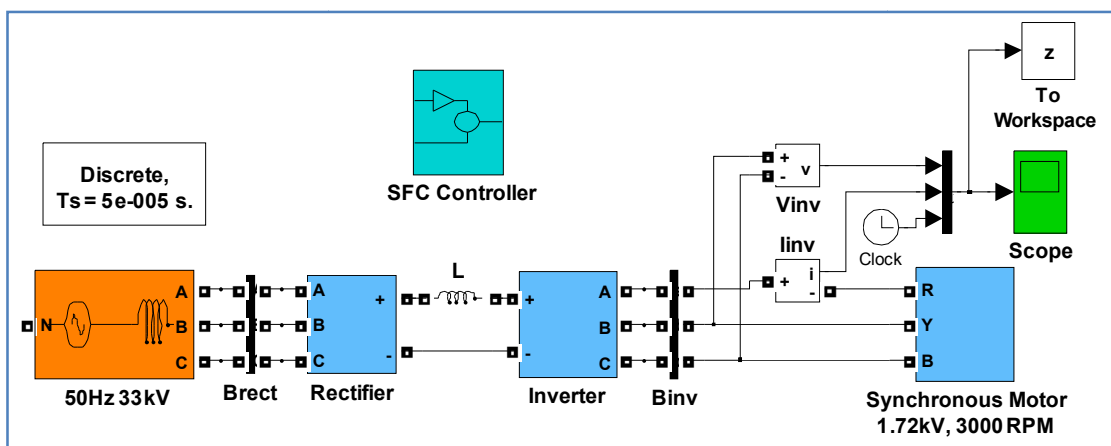 z
To
Workspace
SFC Controller
Discrete,
Ts = 5e-005 s.
+
-
v
Vinv
Clock
Scope
Iinv
+
i
-
L
N
A
B
C
50Hz 33kV
Brect
A
B
C
+
-
Rectifier
+
-
A
B
C
Inverter
Binv
R
Y
B
Synchronous Motor
1.72kV, 3000 RPM